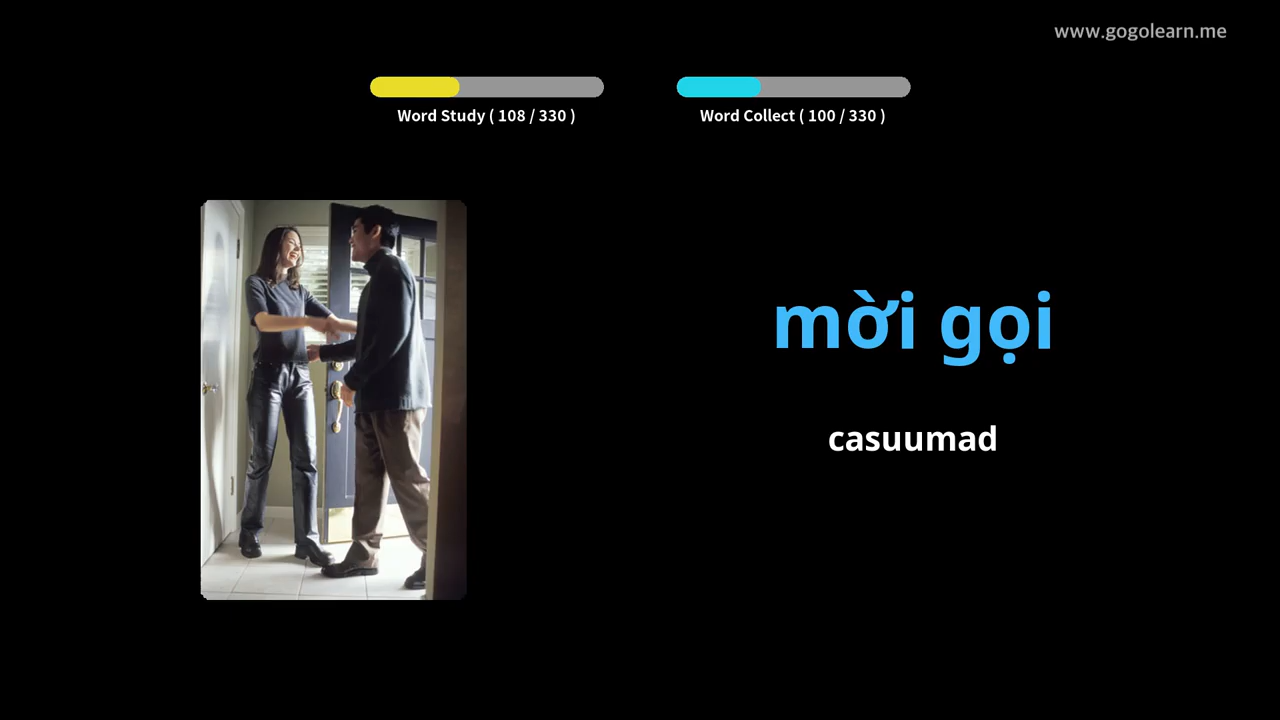 www.gogolearn.me
Word Study ( 108 / 330 )
Word Collect ( 100 / 330 )
mời gọi
casuumad